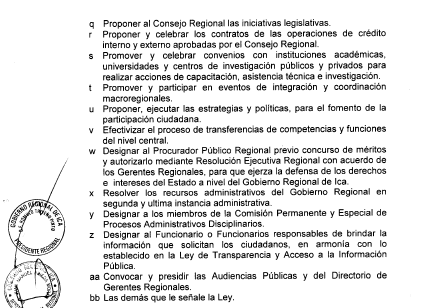 q Proponer al Consejo Regional las iniciativas legislativas.
r Proponer y celebrar los contratos de las operaciones de crédito
interno y externo aprobadas por el Consejo Regional.
s Promover y celebrar convenios con instituciones académicas,
universidades y centros de investigación públicos y privados para
realizar acciones de capacitación, asistencia técnica e investigación.
t Promover y participar en eventos de integración y coordinación
macroregionales.
u Proponer, ejecutar las estrategias y políticas, para el fomento de la
participación ciudadana.
v Efectivizar el proceso de transferencias de competencias y funciones
del nivel central.
w Designar al Procurador Público Regional previo concurso de méritos
y autorizarlo mediante Resolución Ejecutiva Regional con acuerdo de
los Gerentes Regionales, para que ejerza la defensa de los derechos
e intereses del Estado a nivel del Gobierno Regional de Ica.
x Resolver los recursos administrativos del Gobierno Regional en
segunda y ultima instancia administrativa.
y Designar a los miembros de la Comisión Permanente y Especial de
Procesos Administrativos Disciplinarios.
z Designar al Funcionario o Funcionarios responsables de brindar la
información que solicitan los ciudadanos, en armonía con lo
establecido en la Ley de Transparencia y Acceso a la Información
Pública.
aa Convocar y presidir las Audiencias Públicas y del Directorio de
Gerentes Regionales.
bb Las demás que le señale la Ley.
GOBIERNO REGIONAL DE ICA
PRESIDENTE REGIONAL